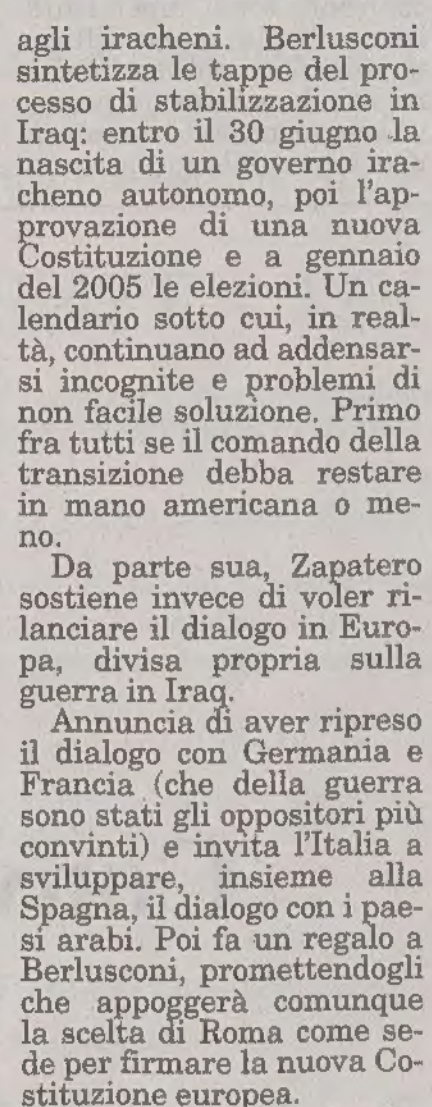 agli iracheni. Berlusconi
sintetizza le tappe del pro-
cesso di stabilizzazione in
Iraq: entro il 30 giugno la
nascita di un governo ira-
cheno autonomo, poi l'ap-
provazione di una nuova
Costituzione e a gennaio
del 2005 le elezioni. Un ca-
lendario sotto cui, in real-
tà, continuano ad addensar-
si incognite e problemi di
non facile soluzione. Primo
fra tutti se il comando della
transizione debba restare
in mano americana o me-
no.
Da parte sua, Zapatero
sostiene invece di voler ri-
lanciare il dialogo in Euro-
pa, divisa propria sulla
guerra in Iraq.
Annuncia di aver ripreso
il dialogo con Germania e
Francia (che della guerra
sono stati gli oppositori più
convinti) e invita l'Italia a
sviluppare, insieme alla
Spagna, il dialogo con i pae-
si arabi. Poi fa un regalo a
Berlusconi, promettendogli
che appoggerà comunque
la scelta di Roma come se-
de per firmare la nuova Co-
stituzione europea.